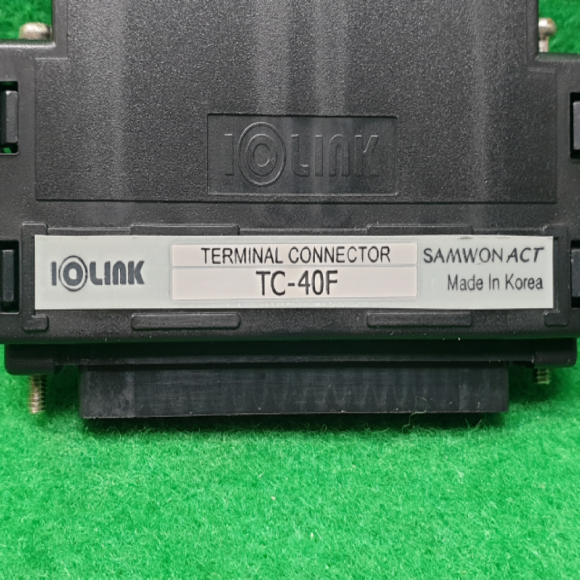 IOLINK
IOLINK
TERMINAL CONNECTOR
TC-40F
SAMWON ACT
Made In Korea